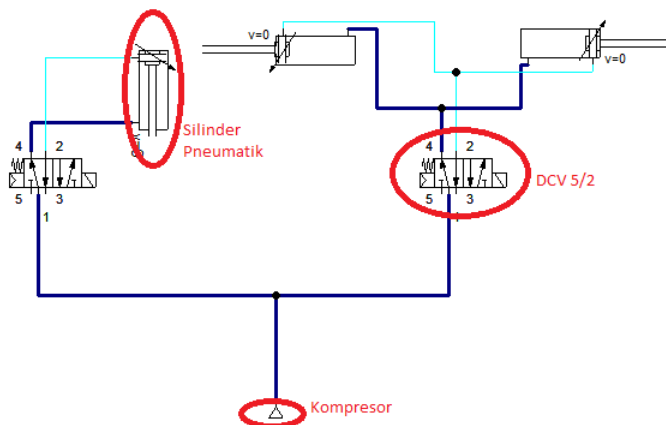 v=0
v=0
Silinder
Pneumatik
4 2
5 3
1
4 2
5 3
DCV 5/2
Kompresor